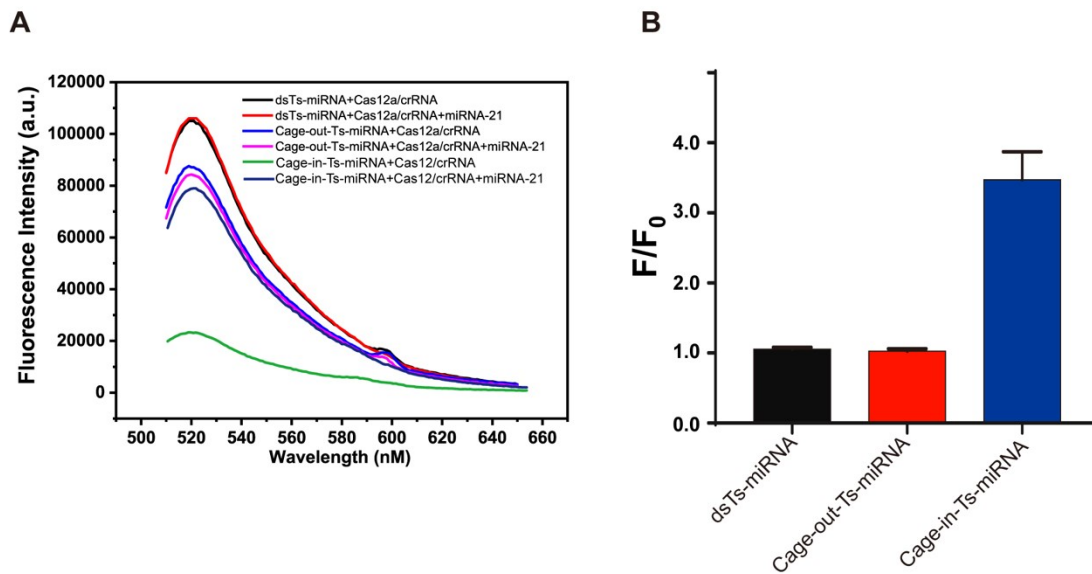 A
B
120000
100000
80000
60000
40000
20000
0
Fluorescence Intensity (a.u.)
dsTs-miRNA+Cas12a/crRNA
dsTs-miRNA+Cas12a/crRNA+miRNA-21
Cage-out-Ts-miRNA+Cas12a/crRNA
Cage-out-Ts-miRNA+Cas12a/crRNA+miRNA-21
Cage-in-Ts-miRNA+Cas12/crRNA
Cage-in-Ts-miRNA+Cas12/crRNA+miRNA-21
500 520 540 560 580 600 620 640 660
Wavelength (nM)
F/F0
4.0
3.0
2.0
1.0
0.0
dsTs-miRNA
Cage-out-Ts-miRNA
Cage-in-Ts-miRNA